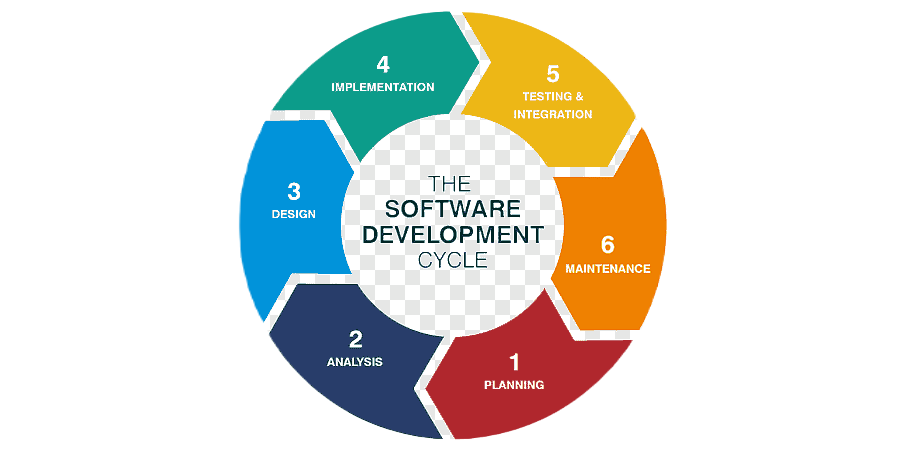 THE
SOFTWARE
DEVELOPMENT
CYCLE
1
PLANNING
2
ANALYSIS
3
DESIGN
4
IMPLEMENTATION
5
TESTING &
INTEGRATION
6
MAINTENANCE